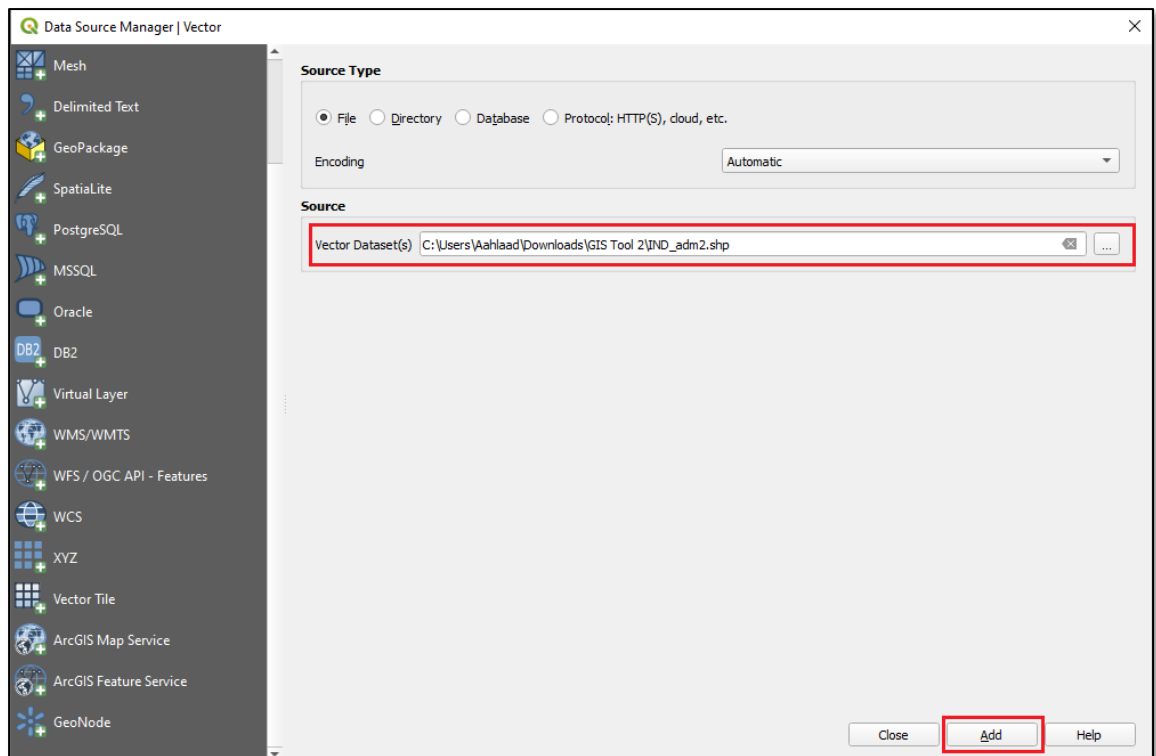 Data Source Manager | Vector
Mesh
Delimited Text
GeoPackage
SpatiaLite
PostgreSQL
MSSQL
Oracle
DB2
DB2
Virtual Layer
WMS/WMTS
WFS / OGC API - Features
WCS
XYZ
Vector Tile
ArcGIS Map Service
ArcGIS Feature Service
GeoNode
Source Type
File Directory Database Protocol: HTTP(S), cloud, etc.
Encoding Automatic
Source
Vector Dataset(s) C:\Users\Aahlaad\Downloads\GIS Tool 2\IND_adm2.shp ...
Close Add Help